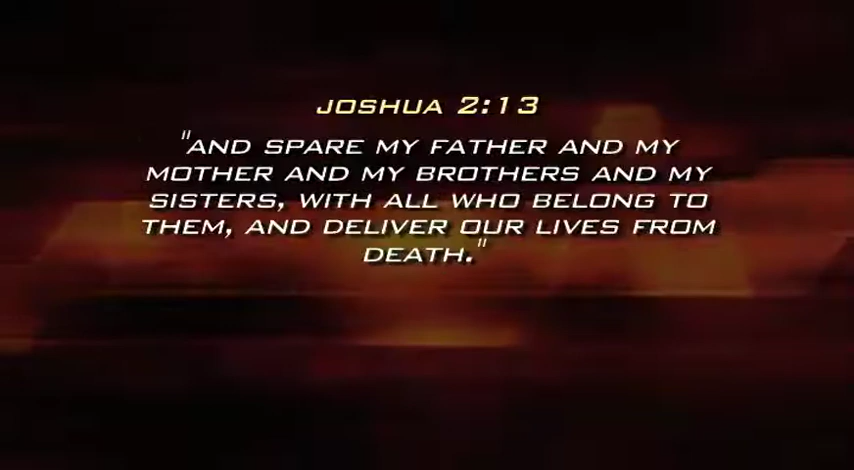 JOSHUA 2:13
"AND SPARE MY FATHER AND MY
MOTHER AND MY BROTHERS AND MY
SISTERS, WITH ALL WHO BELONG TO
THEM, AND DELIVER OUR LIVES FROM
DEATH."